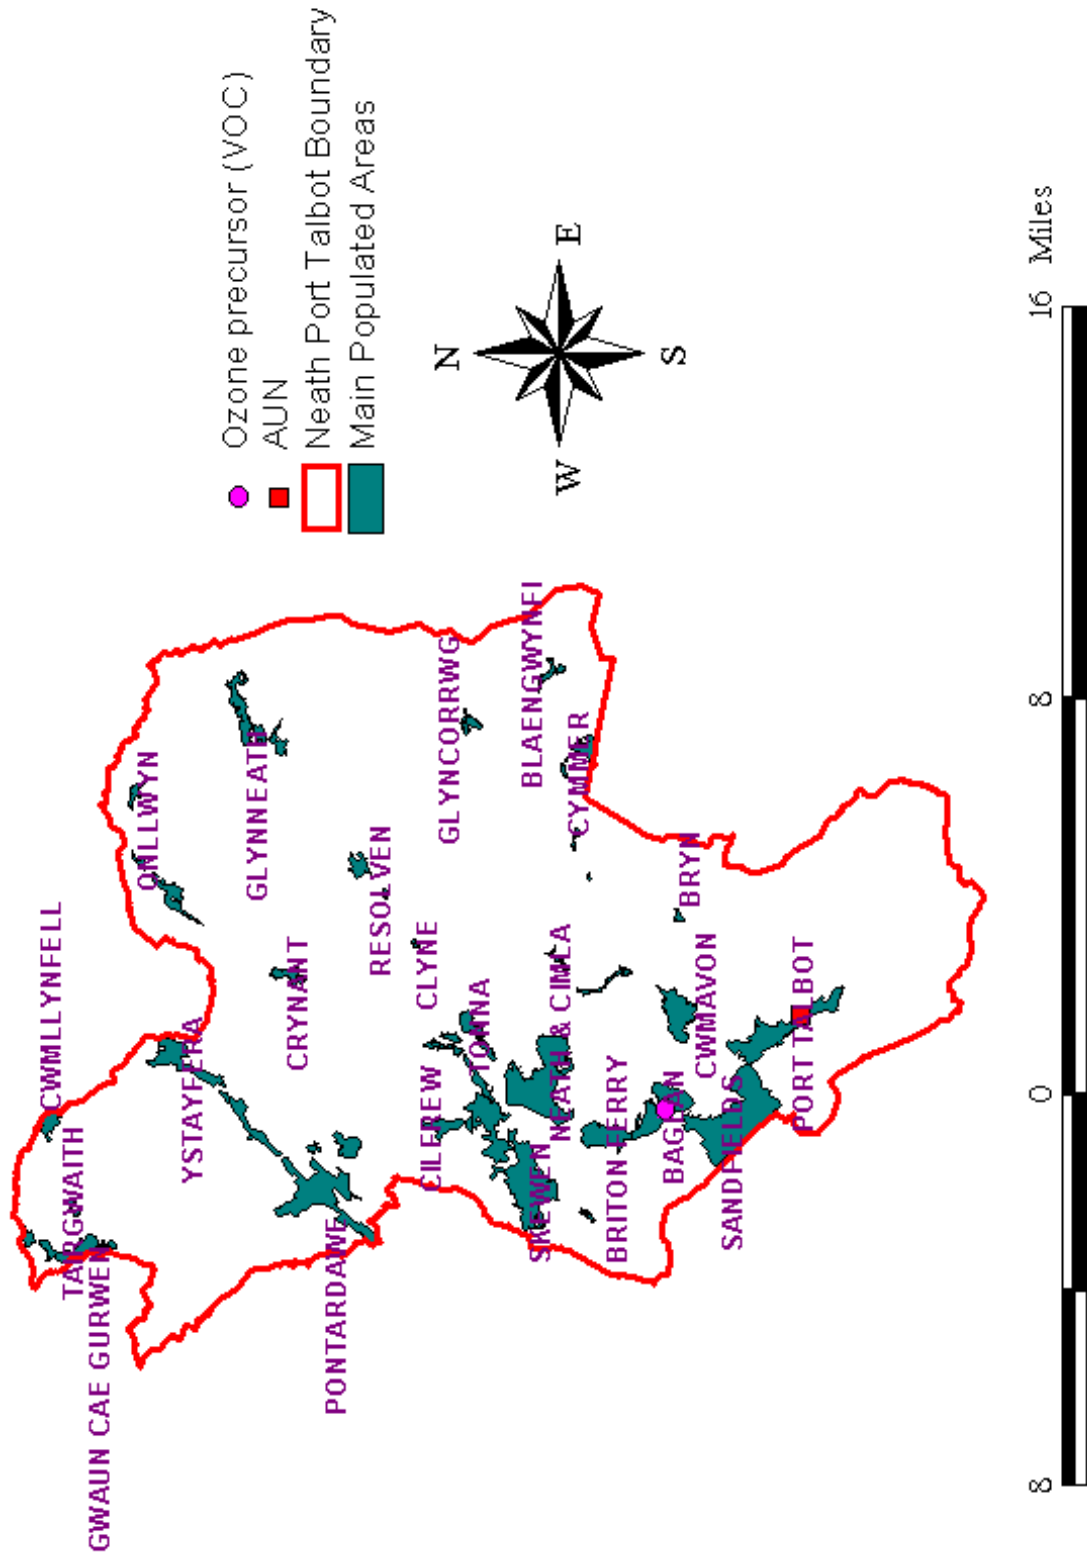 CWMLLYNFELL
TAIRGWAITH
GWAUN CAE GURWEN
ONLLWYN
YSTAYFERA
GLYNNEATH
CRYNANT
PONTARDAWE
RESOLVEN
CLYNE
CILFREW
GLYNCORRWG
TONNA
BLAENGWYNFI
SKEWEN
NEATH & CIMLA
CYMMER
BRITON FERRY
BAGLAN
BRYN
CWMAVON
SANDFIELDS
PORT TALBOT
Ozone precursor (VOC)
AUN
Neath Port Talbot Boundary
Main Populated Areas
N
W
E
S
8 0 8 16 Miles